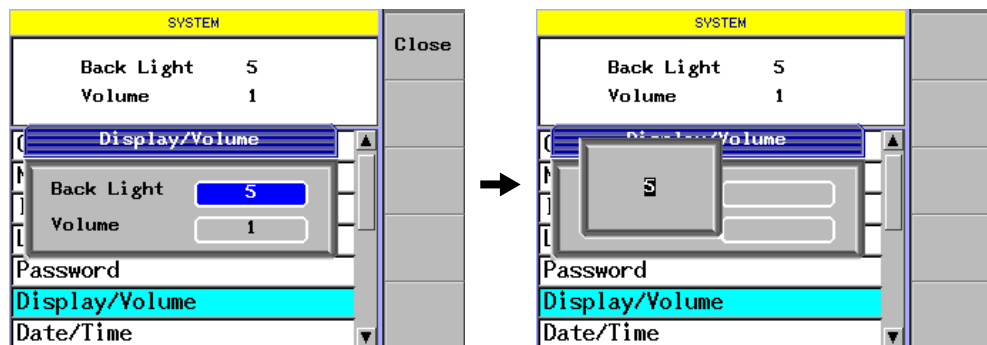 SYSTEM
Close
Back Light 5
Volume 1
Display/Volume
Back Light 5
Volume 1
Password
Display/Volume
Date/Time
SYSTEM
Back Light 5
Volume 1
5
Password
Display/Volume
Date/Time